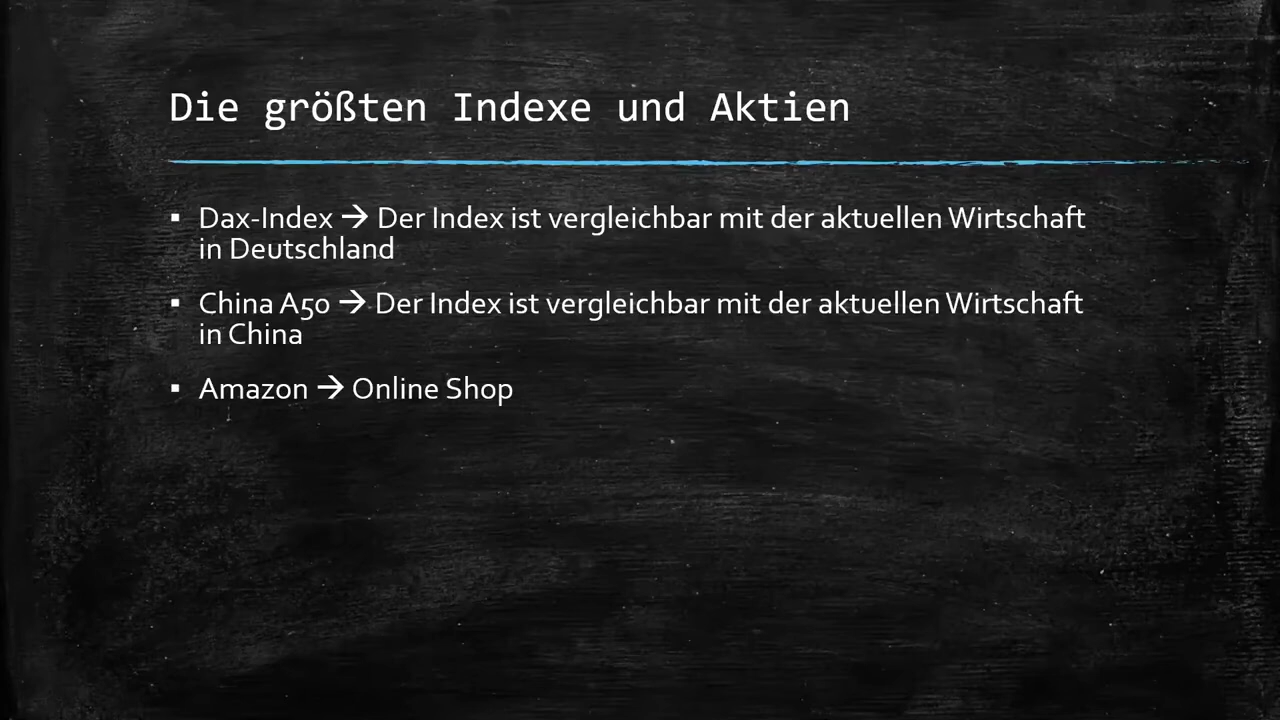 Die größten Indexe und Aktien
▪ Dax-Index → Der Index ist vergleichbar mit der aktuellen Wirtschaft
in Deutschland
▪ China A50 → Der Index ist vergleichbar mit der aktuellen Wirtschaft
in China
▪ Amazon → Online Shop